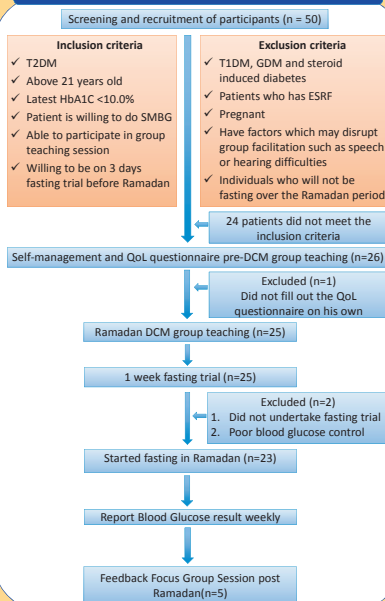 Screening and recruitment of participants (n = 50)
Inclusion criteria
✓ T2DM
✓ Above 21 years old
✓ Latest HbA1C <10.0%
✓ Patient is willing to do SMBG
✓ Able to participate in group
teaching session
✓ Willing to be on 3 days
fasting trial before Ramadan
Exclusion criteria
✓ T1DM, GDM and steroid
induced diabetes
✓ Patients who has ESRF
✓ Pregnant
✓ Have factors which may disrupt
group facilitation such as speech
or hearing difficulties
✓ Individuals who will not be
fasting over the Ramadan period
24 patients did not meet the
inclusion criteria
Self-management and QoL questionnaire pre-DCM group teaching (n=26)
Excluded (n=1)
Did not fill out the QoL
questionnaire on his own
Ramadan DCM group teaching (n=25)
1 week fasting trial (n=25)
Excluded (n=2)
1. Did not undertake fasting trial
2. Poor blood glucose control
Started fasting in Ramadan (n=23)
Report Blood Glucose result weekly
Feedback Focus Group Session post
Ramadan(n=5)